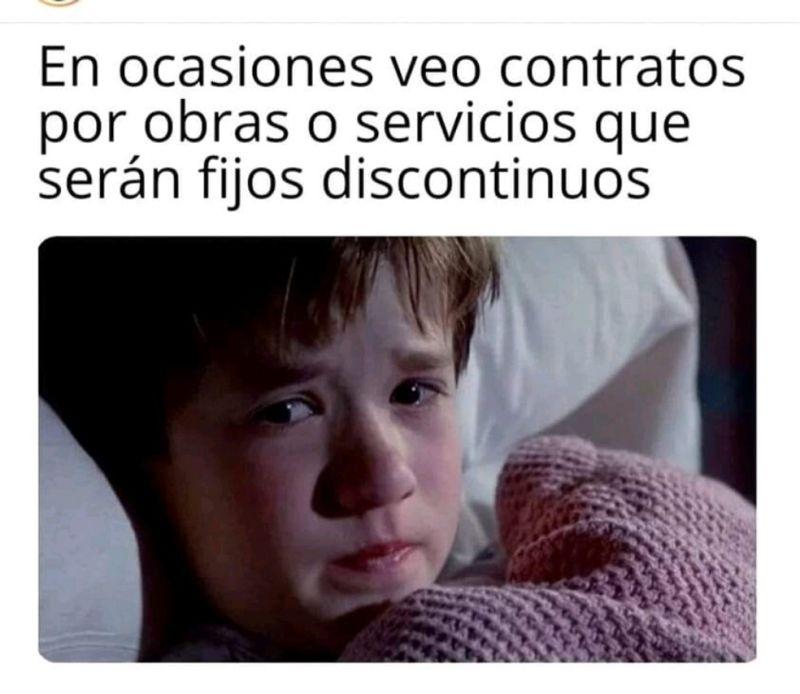 En ocasiones veo contratos
por obras o servicios que
serán fijos discontinuos